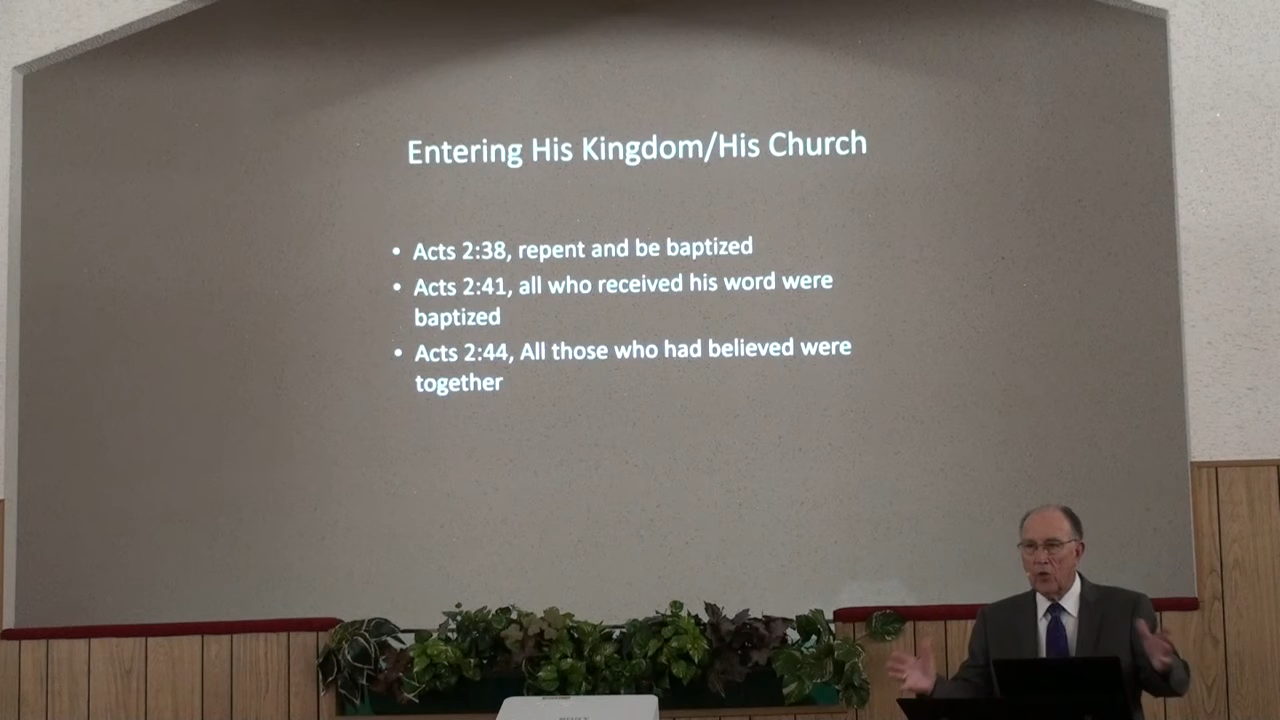 Entering His Kingdom/His Church
• Acts 2:38, repent and be baptized
• Acts 2:41, all who received his word were
baptized
• Acts 2:44, All those who had believed were
together